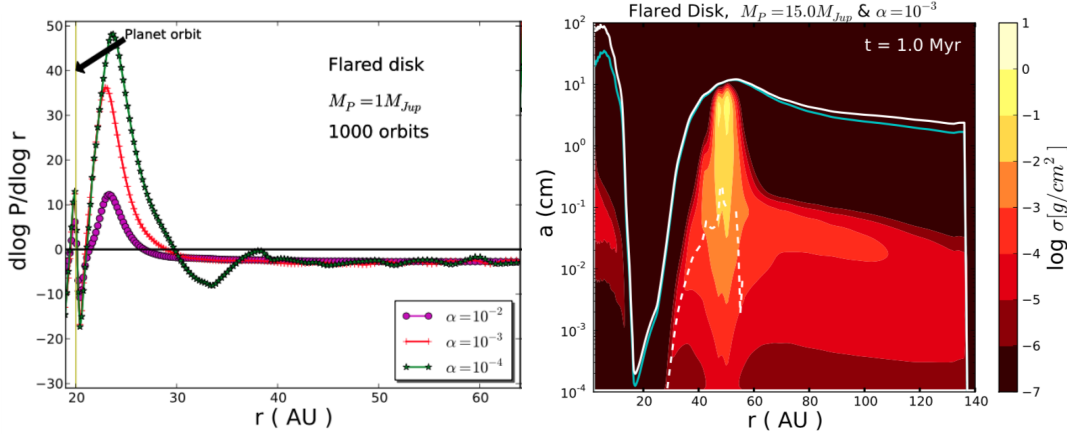 Planet orbit
Flared disk
M_P = 1M_Jup
1000 orbits
dlog P/dlog r
50
40
30
20
10
0
−10
−20
−30
α=10^-2
α=10^-3
α=10^-4
20 30 40 50 60
r ( AU )
Flared Disk, M_P = 15.0M_Jup & α=10^-3
t = 1.0 Myr
a (cm)
10^2
10^1
10^0
10^-1
10^-2
10^-3
10^-4
20 40 60 80 100 120 140
r ( AU )
1
0
−1
−2
−3
−4
−5
−6
−7
log σ[g/cm^2]